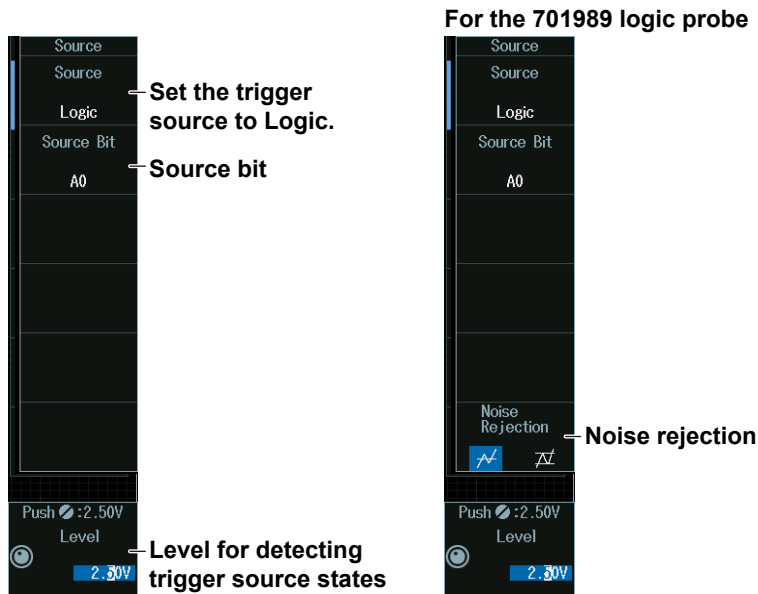 For the 701989 logic probe
Source
Source
Logic
Source Bit
A0
Push :2.50V
Level
2.50V
Set the trigger
source to Logic.
Source bit
Level for detecting
trigger source states
Source
Source
Logic
Source Bit
A0
Noise
Rejection
Push :2.50V
Level
2.50V
Noise rejection